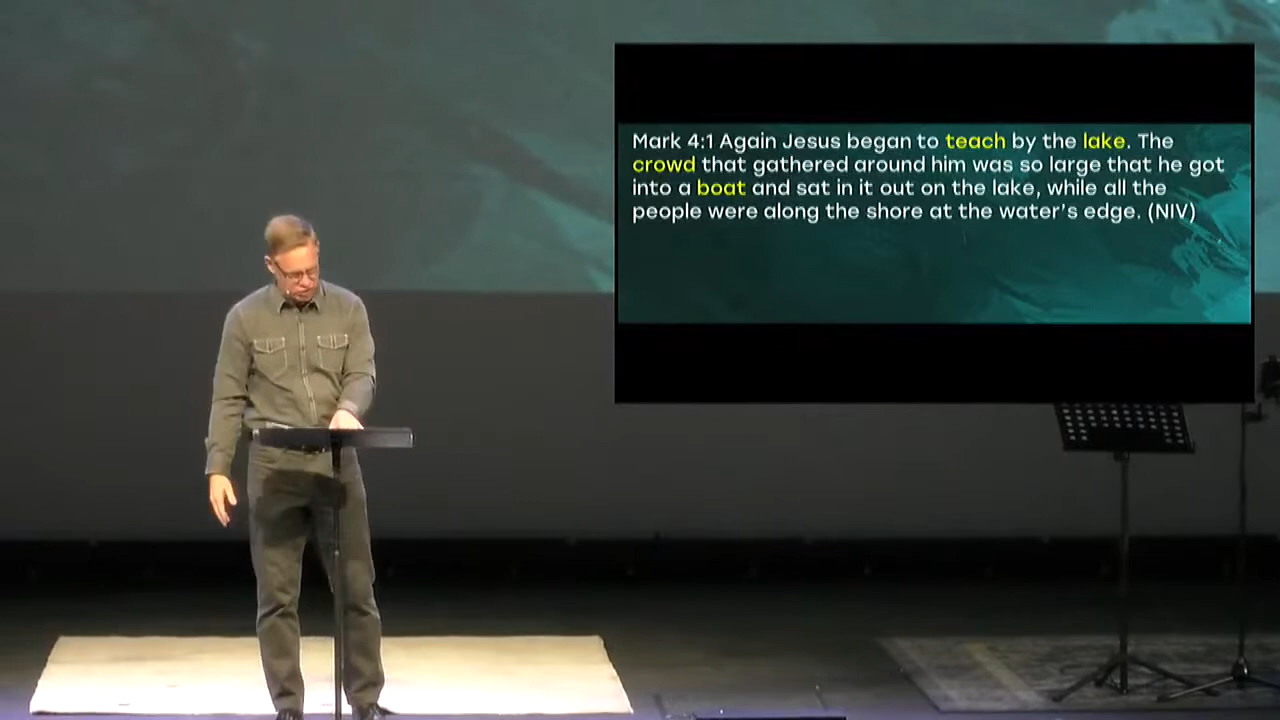 Mark 4:1 Again Jesus began to teach by the lake. The
crowd that gathered around him was so large that he got
into a boat and sat in it out on the lake, while all the
people were along the shore at the water's edge. (NIV)